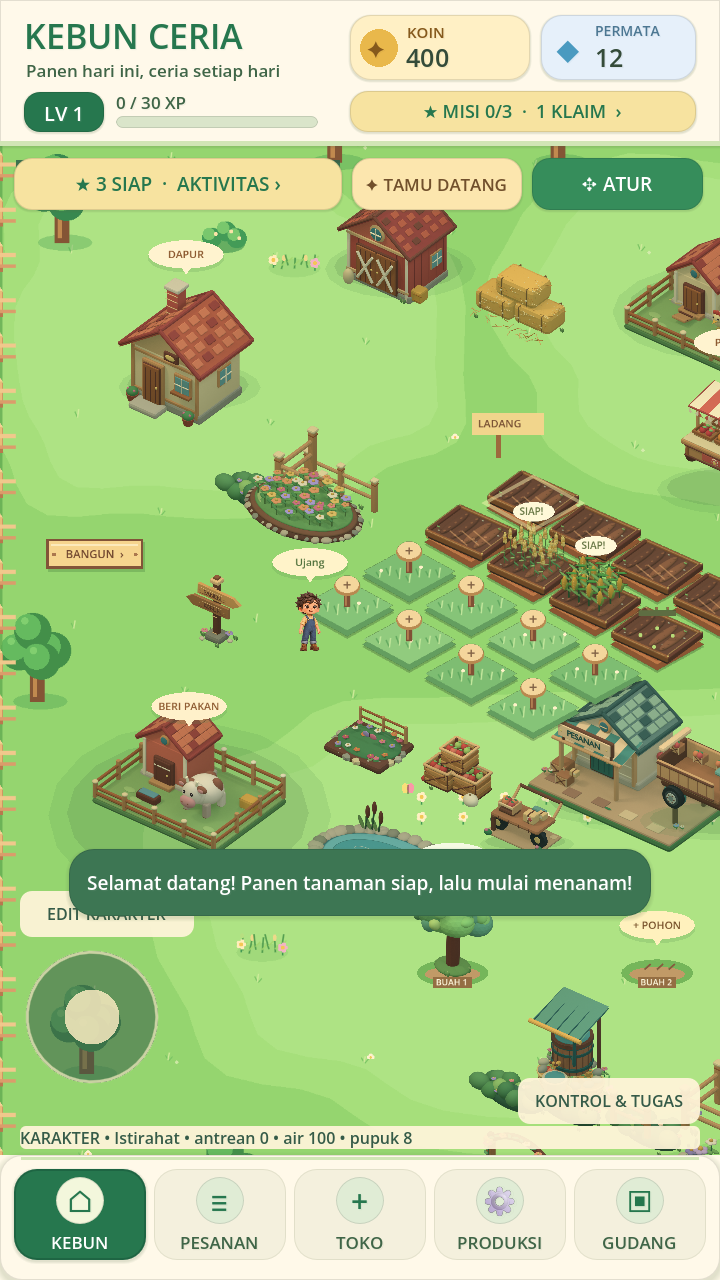 KEBUN CERIA
Panen hari ini, ceria setiap hari
LV 1
0 / 30 XP
KOIN
400
PERMATA
12
★ MISI 0/3 · 1 KLAIM ›
★ 3 SIAP · AKTIVITAS ›
✦ TAMU DATANG
ATUR
DAPUR
LADANG
SIAP!
SIAP!
BANGUN ›
Ujang
BERI PAKAN
PESANAN
Selamat datang! Panen tanaman siap, lalu mulai menanam!
EDIT KARAKTER
+ POHON
BUAH 1
BUAH 2
KONTROL & TUGAS
KARAKTER • Istirahat • antrean 0 • air 100 • pupuk 8
KEBUN
PESANAN
TOKO
PRODUKSI
GUDANG